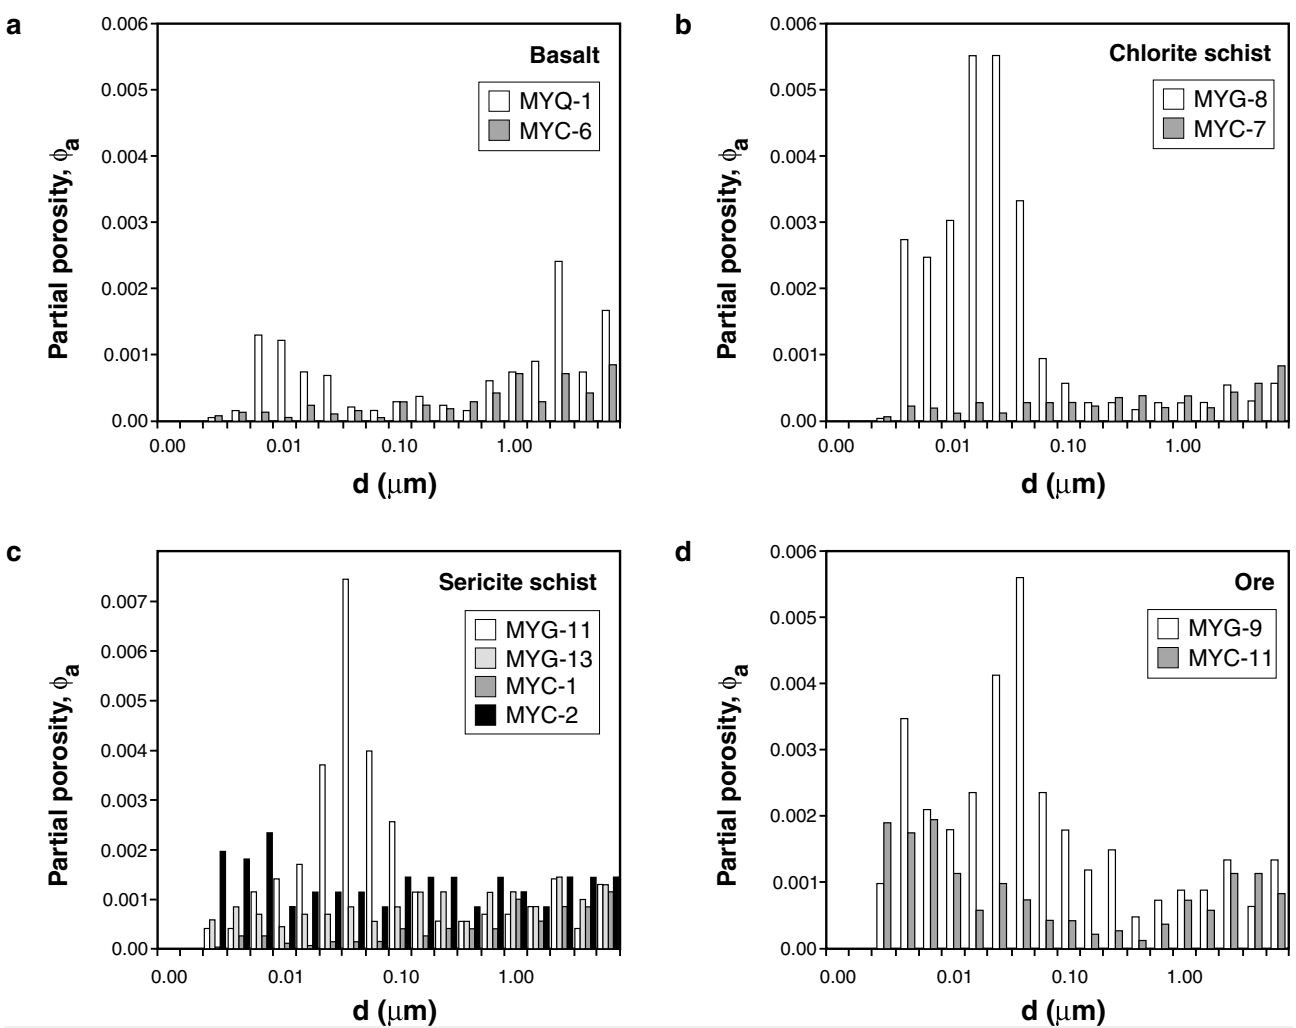 a
Basalt
MYQ-1
MYC-6
0.006
0.005
0.004
0.003
0.002
0.001
0.00
Partial porosity, ϕa
0.00 0.01 0.10 1.00
d (μm)
b
Chlorite schist
MYG-8
MYC-7
0.006
0.005
0.004
0.003
0.002
0.001
0.00
Partial porosity, ϕa
0.00 0.01 0.10 1.00
d (μm)
c
Sericite schist
MYG-11
MYG-13
MYC-1
MYC-2
0.007
0.006
0.005
0.004
0.003
0.002
0.001
0.00
Partial porosity, ϕa
0.00 0.01 0.10 1.00
d (μm)
d
Ore
MYG-9
MYC-11
0.006
0.005
0.004
0.003
0.002
0.001
0.00
Partial porosity, ϕa
0.00 0.01 0.10 1.00
d (μm)